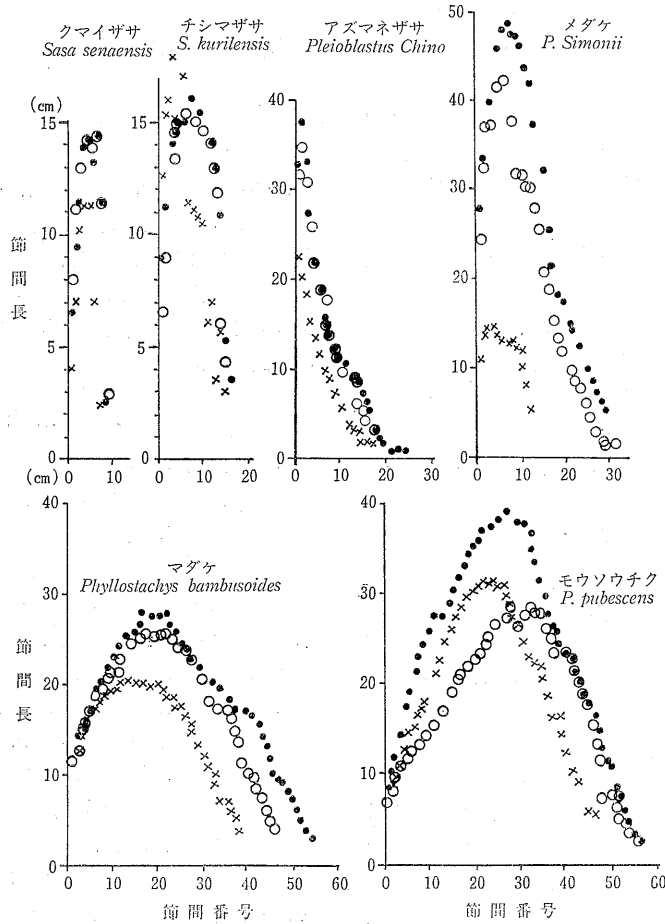 クマイザサ
Sasa senaensis
チシマザサ
S. kurilensis
アズマネザサ
Pleioblastus Chino
メダケ
P. Simonii
(cm)
15
10
5
0
0 10
15
10
5
0
0 10 20
40
30
20
10
0
0 10 20 30
50
40
30
20
10
0
0 10 20 30
節間長
(cm)
マダケ
Phyllostachys bambusoides
40
30
20
10
0
0 10 20 30 40 50 60
節間番号
モウソウチク
P. pubescens
40
30
20
10
0
0 10 20 30 40 50 60
節間番号
節間長